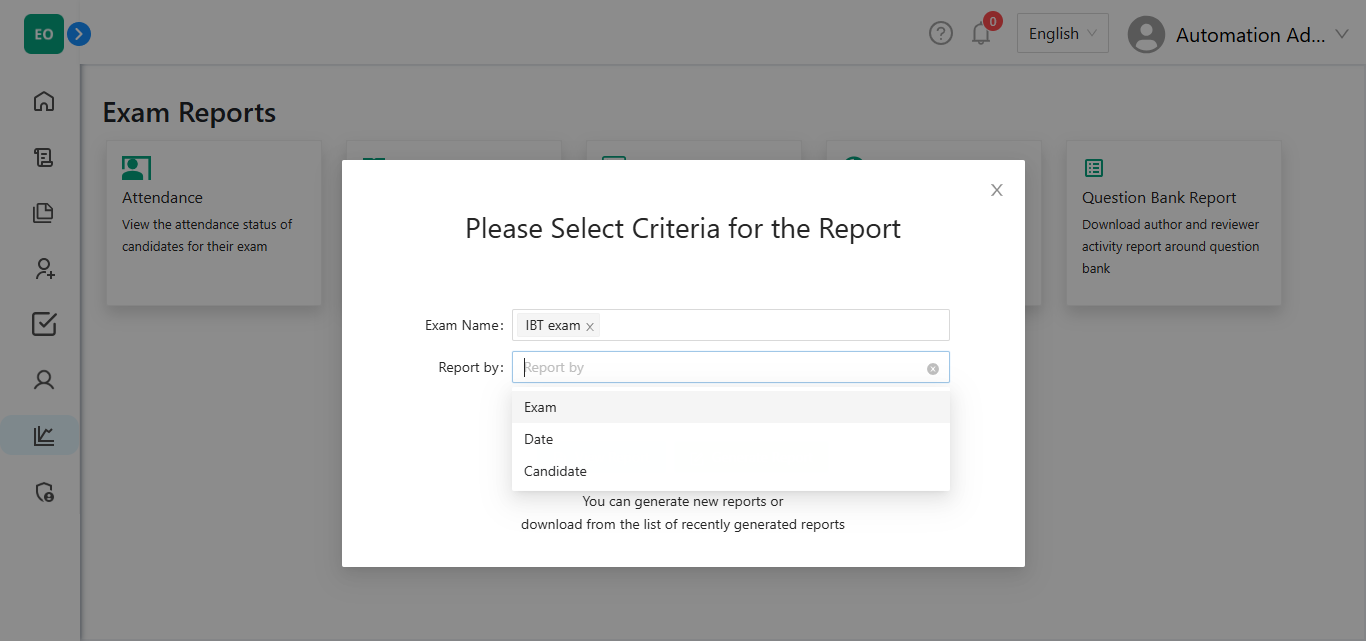 EO
0
English
Automation Ad...
Exam Reports
Attendance
View the attendance status of
candidates for their exam
Question Bank Report
Download author and reviewer
activity report around question
bank
Please Select Criteria for the Report
Exam Name:
IBT exam
Report by:
Report by
Exam
Date
Candidate
You can generate new reports or
download from the list of recently generated reports